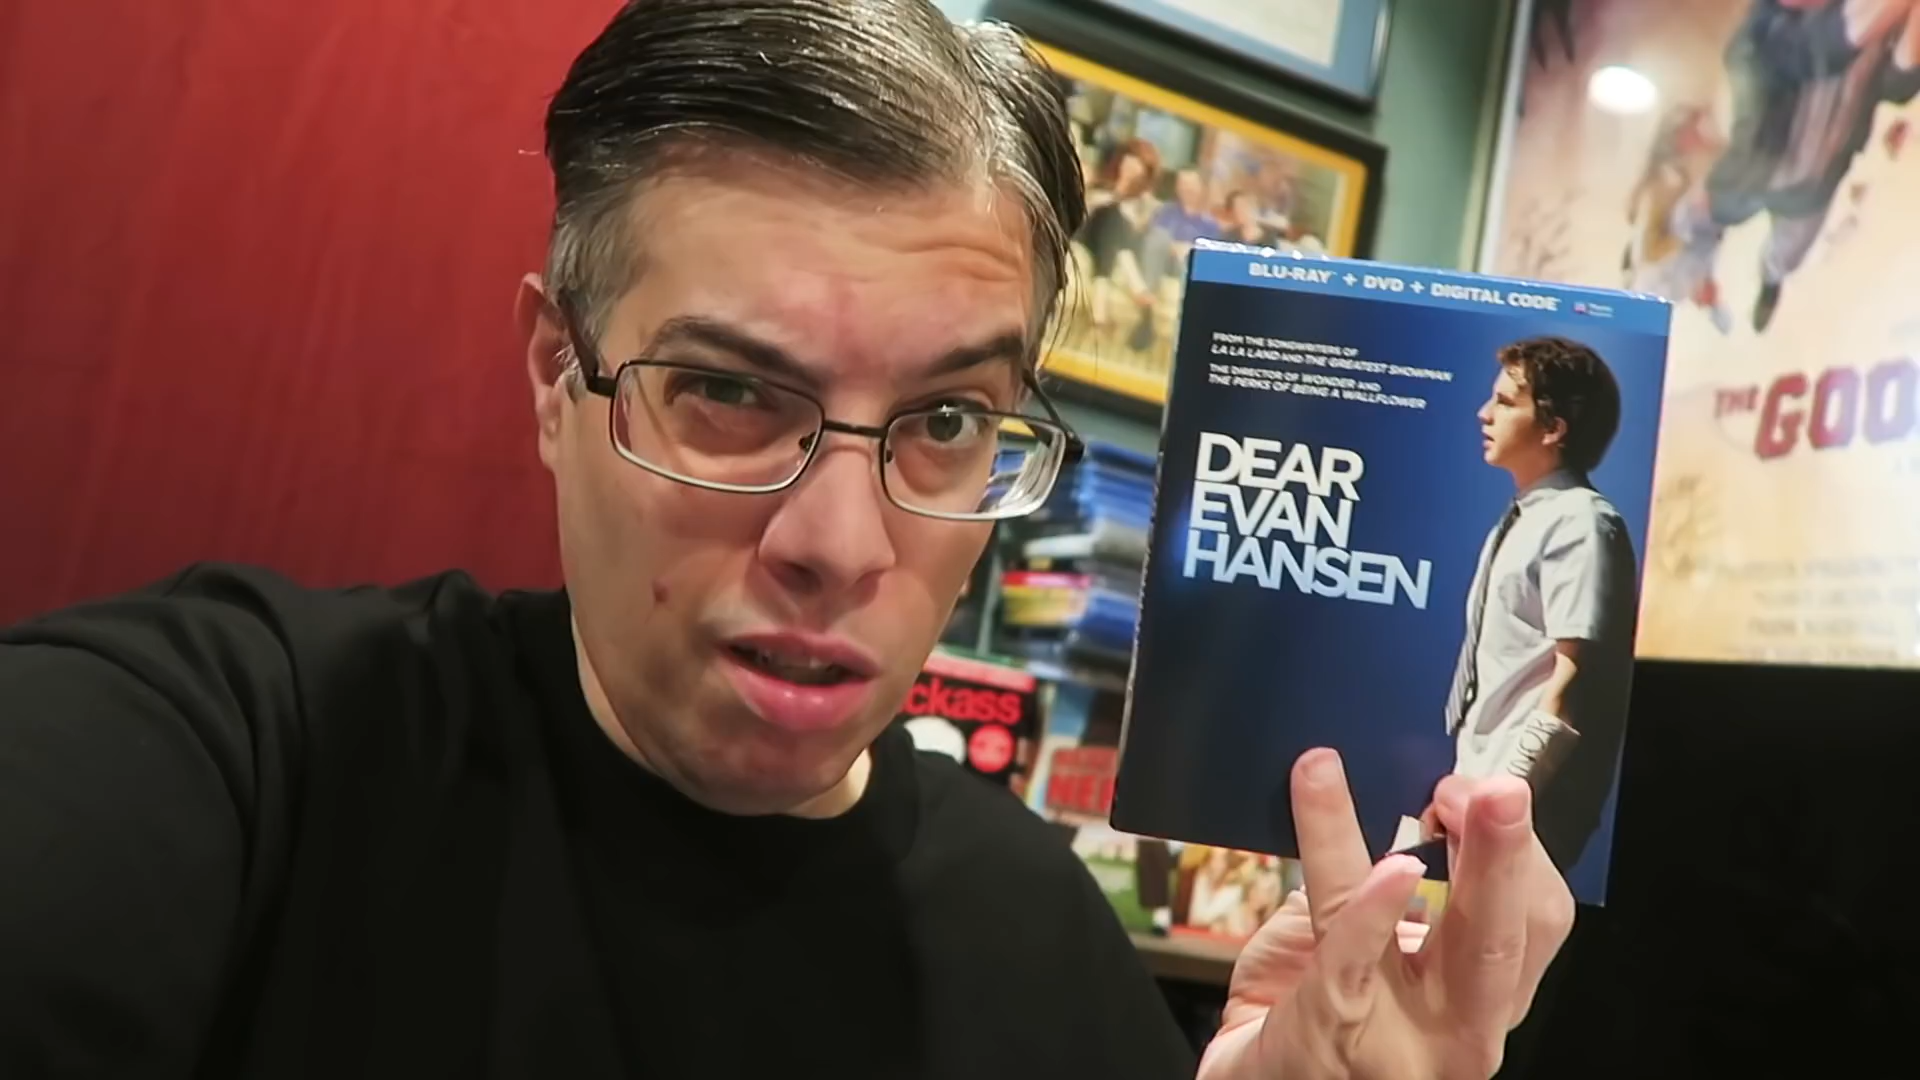 BLU-RAY™ + DVD + DIGITAL CODE
FROM THE SONGWRITERS OF
LA LA LAND AND THE GREATEST SHOWMAN
THE DIRECTOR OF WONDER AND
THE PERKS OF BEING A WALLFLOWER
DEAR
EVAN
HANSEN
THE GOO
ckass